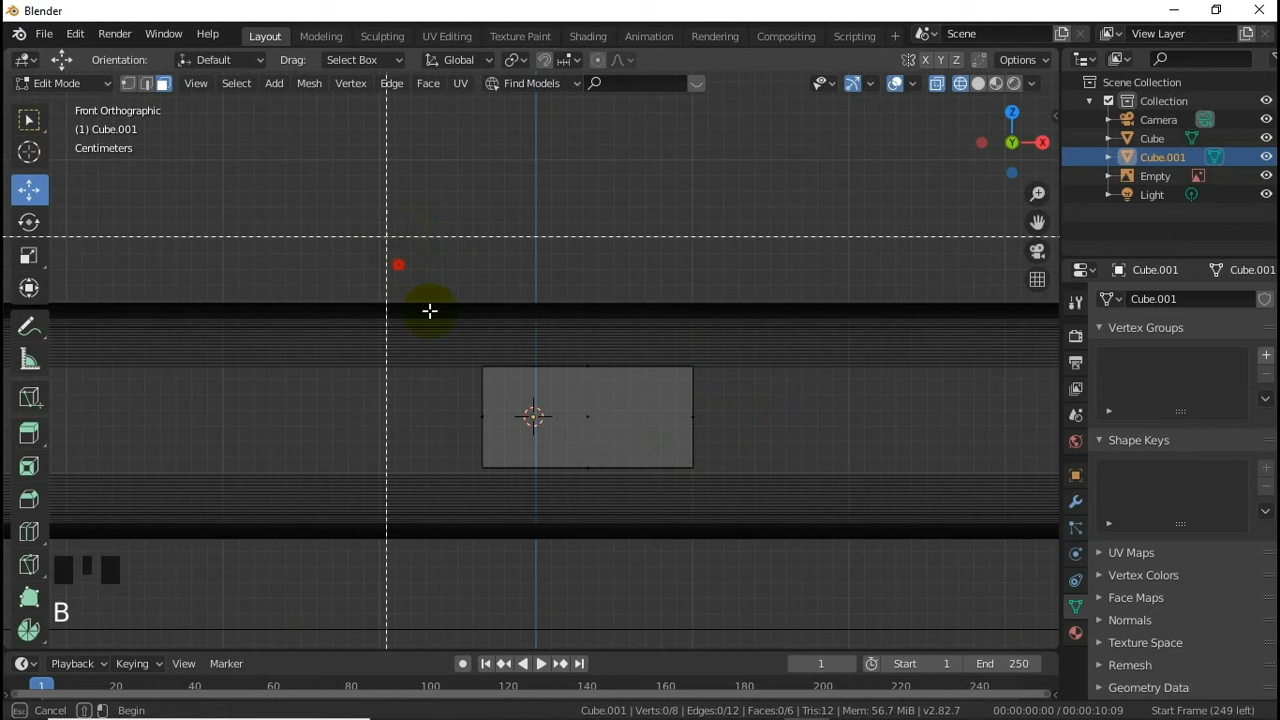 Blender
File Edit Render Window Help Layout Modeling Sculpting UV Editing Texture Paint Shading Animation Rendering Compositing Scripting + Scene View Layer
Orientation: Default Drag: Select Box Global X Y Z Options
Edit Mode View Select Add Mesh Vertex Edge Face UV Find Models
Front Orthographic
(1) Cube.001
Centimeters
Z
Y
X
Scene Collection
Collection
Camera
Cube
Cube.001
Empty
Light
Cube.001 Cube.001
Cube.001
Vertex Groups
Shape Keys
UV Maps
Vertex Colors
Face Maps
Normals
Texture Space
Remesh
Geometry Data
B
Playback Keying View Marker 1 Start 1 End 250
1 20 40 60 80 100 120 140 160 180 200 220 240
Esc Cancel Begin Cube.001 | Verts:0/8 | Edges:0/12 | Faces:0/6 | Tris:12 | Mem: 56.7 MiB | v2.82.7 00:00:00:00 / 00:00:10:09 Start Frame (249 left)